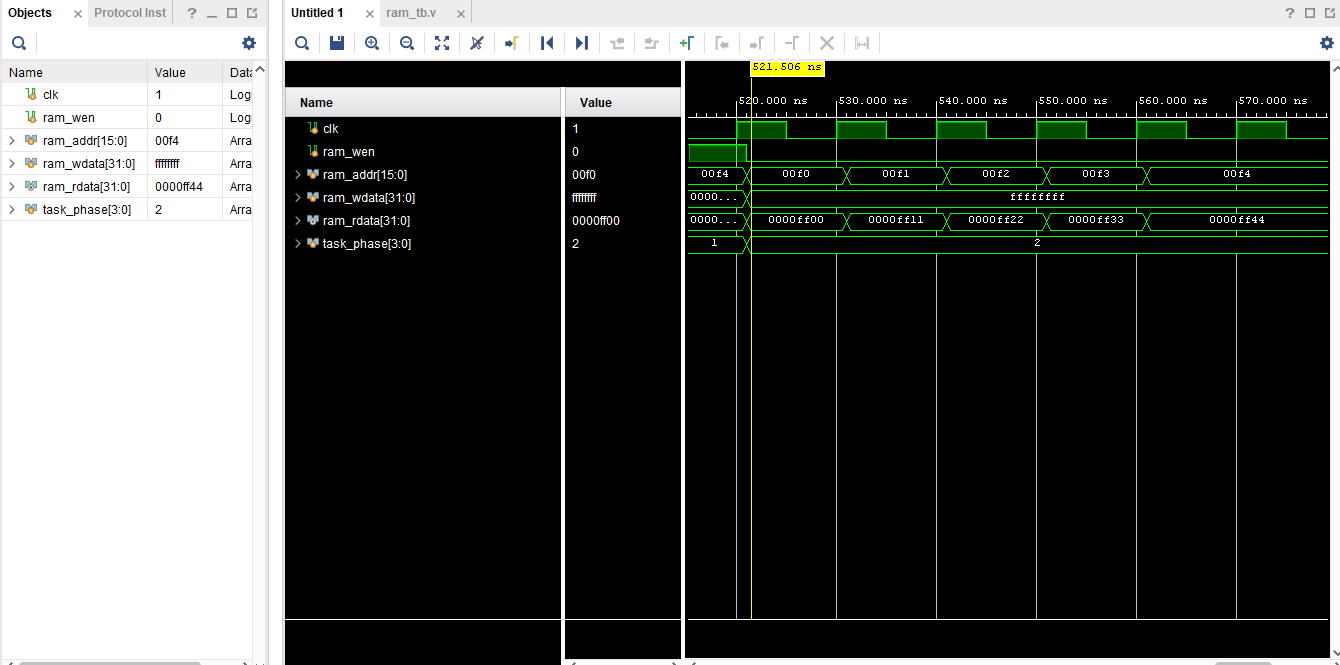 Objects × Protocol Inst ?
Untitled 1 × ram_tb.v × ?
Name Value Data
clk 1 Log
ram_wen 0 Log
ram_addr[15:0] 00f4 Arra
ram_wdata[31:0] ffffffff Arra
ram_rdata[31:0] 0000ff44 Arra
task_phase[3:0] 2 Arra
Name Value
clk 1
ram_wen 0
ram_addr[15:0] 00f0
ram_wdata[31:0] ffffffff
ram_rdata[31:0] 0000ff00
task_phase[3:0] 2
521.506 ns
520.000 ns 530.000 ns 540.000 ns 550.000 ns 560.000 ns 570.000 ns
00f4 00f0 00f1 00f2 00f3 00f4
0000... ffffffff
0000... 0000ff00 0000ff11 0000ff22 0000ff33 0000ff44
1 2